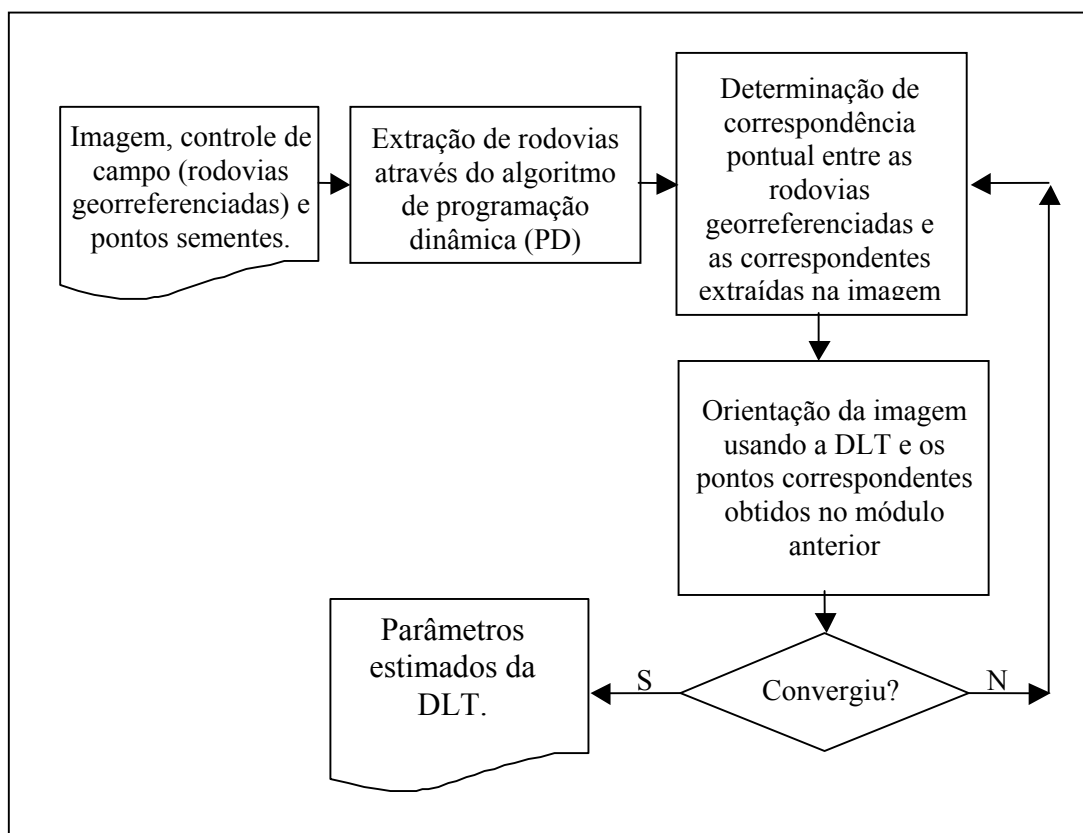 Imagem, controle de
campo (rodovias
georreferenciadas) e
pontos sementes.
Extração de rodovias
através do algoritmo
de programação
dinâmica (PD)
Determinação de
correspondência
pontual entre as
rodovias
georreferenciadas e
as correspondentes
extraídas na imagem
Orientação da imagem
usando a DLT e os
pontos correspondentes
obtidos no módulo
anterior
Convergiu?
S
N
Parâmetros
estimados da
DLT.